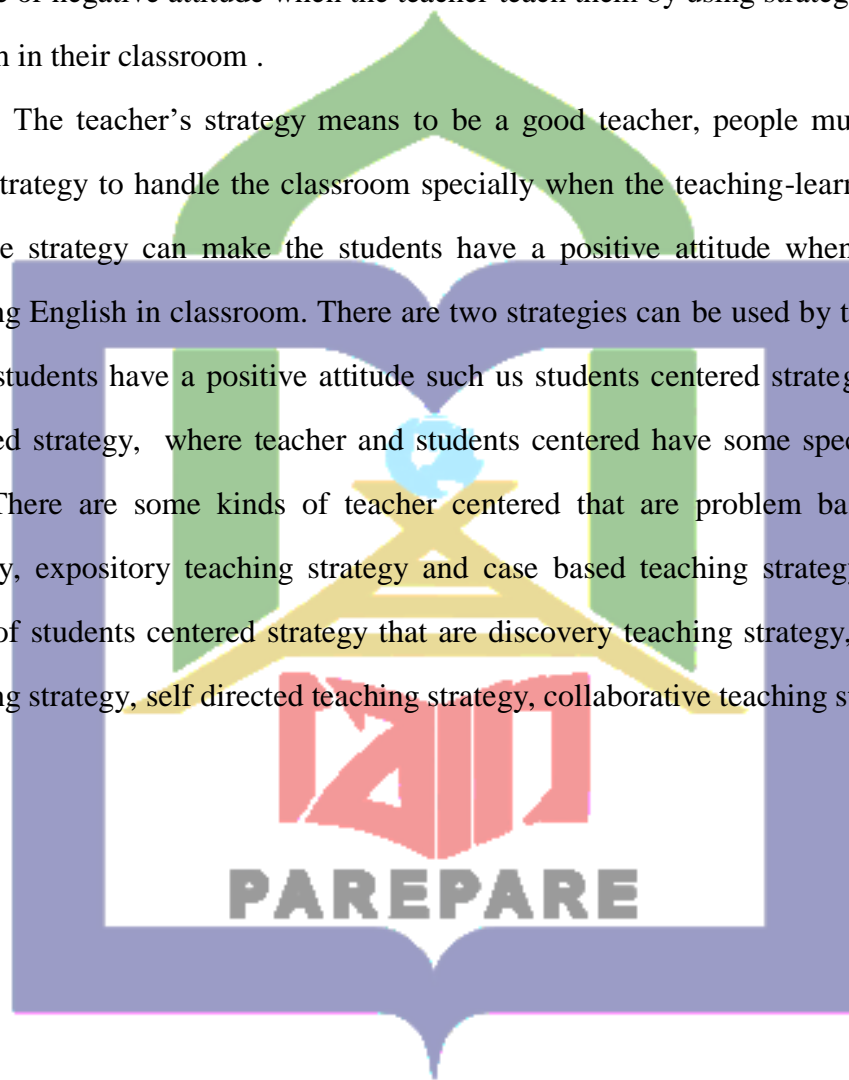 or negative attitude when the teacher teach them by using strateg
in their classroom .
The teacher's strategy means to be a good teacher, people mu
trategy to handle the classroom specially when the teaching-learn
e strategy can make the students have a positive attitude when
ng English in classroom. There are two strategies can be used by t
students have a positive attitude such us students centered strateg
ed strategy, where teacher and students centered have some spec
There are some kinds of teacher centered that are problem ba
y, expository teaching strategy and case based teaching strategy
of students centered strategy that are discovery teaching strategy,
ng strategy, self directed teaching strategy, collaborative teaching s
iain
PAREPARE